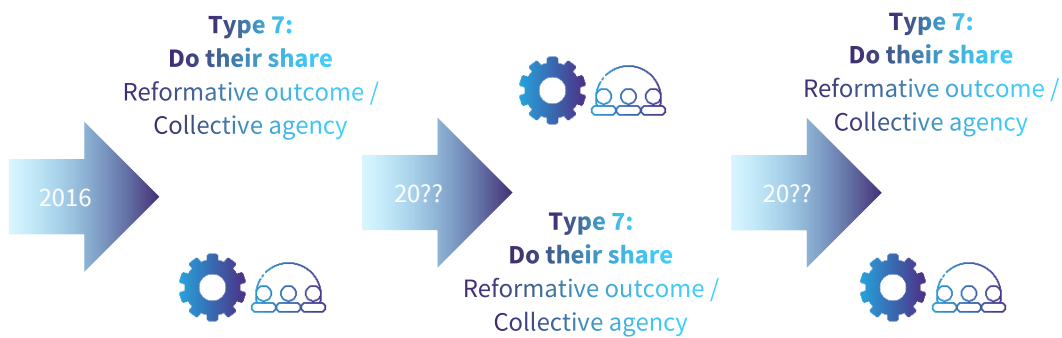 Type 7:
Do their share
Reformative outcome /
Collective agency
2016
20??
Type 7:
Do their share
Reformative outcome /
Collective agency
20??
Type 7:
Do their share
Reformative outcome /
Collective agency